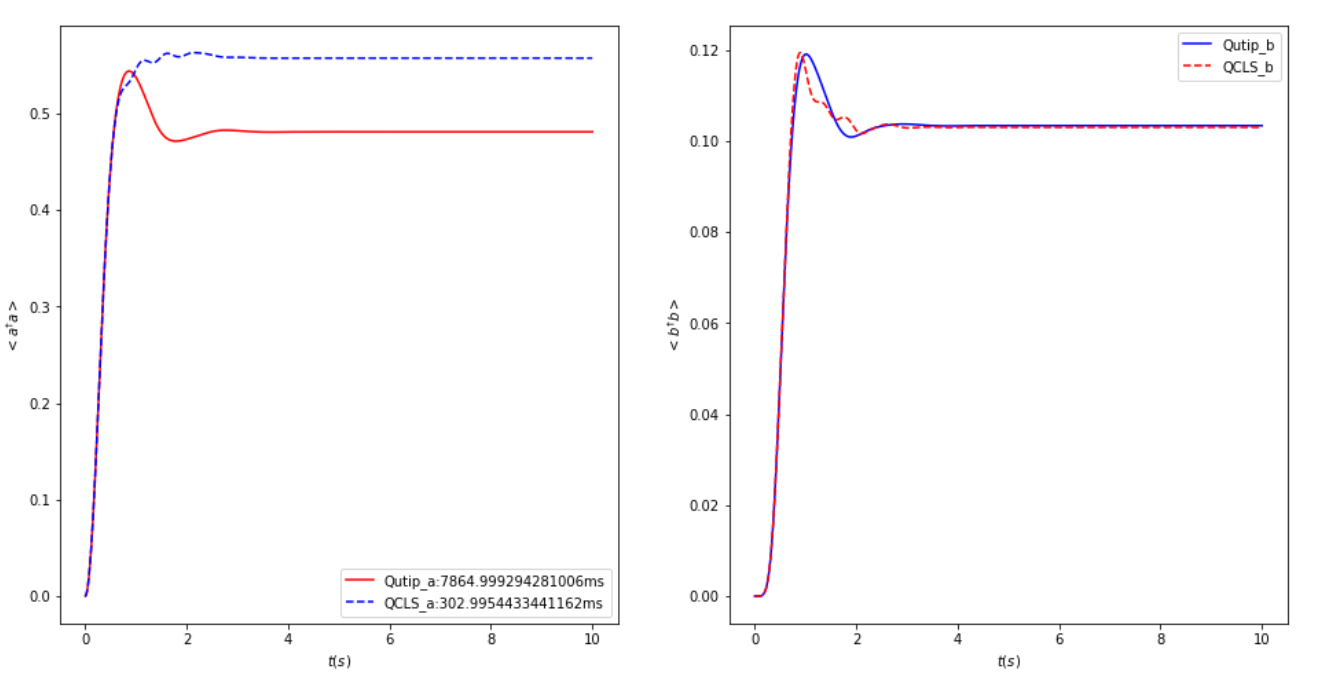 0.5
0.4
0.3
0.2
0.1
0.0
< a†a >
0 2 4 6 8 10
t(s)
Qutip_a:7864.999294281006ms
QCLS_a:302.9954433441162ms
0.12
0.10
0.08
0.06
0.04
0.02
0.00
< b†b >
0 2 4 6 8 10
t(s)
Qutip_b
QCLS_b